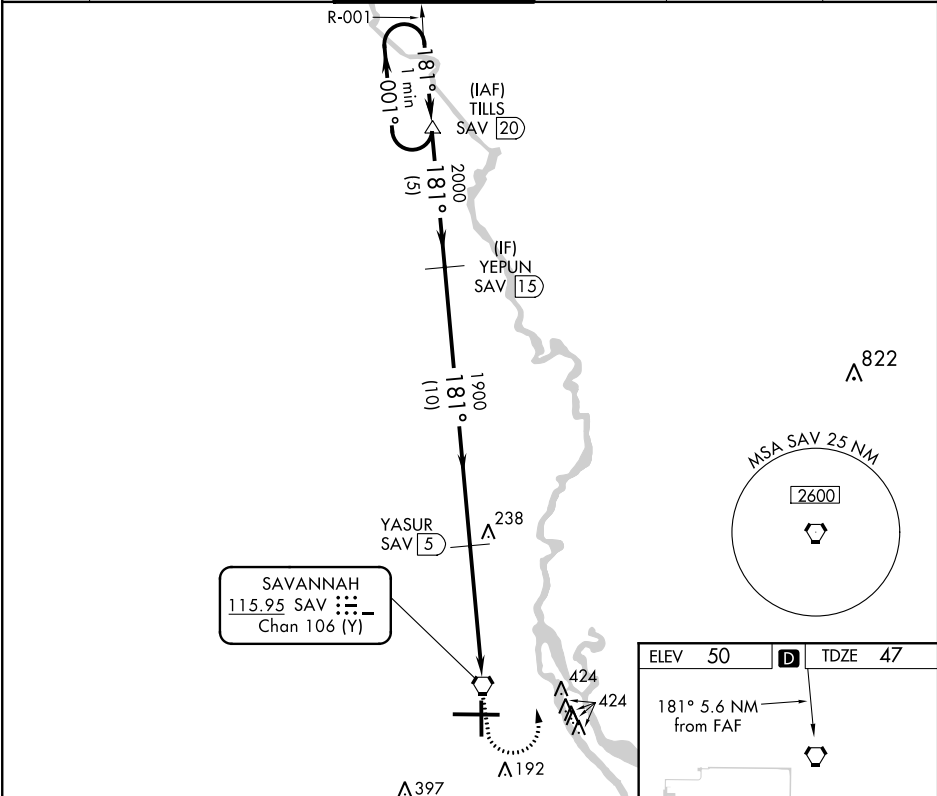 R-001
181°
1 min
001°
(IAF)
TILLS
SAV 20
2000
181°
(5)
(IF)
YEPUN
SAV 15
822
1900
181°
(10)
MSA SAV 25 NM
2600
YASUR
SAV 5
238
SAVANNAH
115.95 SAV
Chan 106 (Y)
ELEV 50 D TDZE 47
424
424
181° 5.6 NM
from FAF
192
397